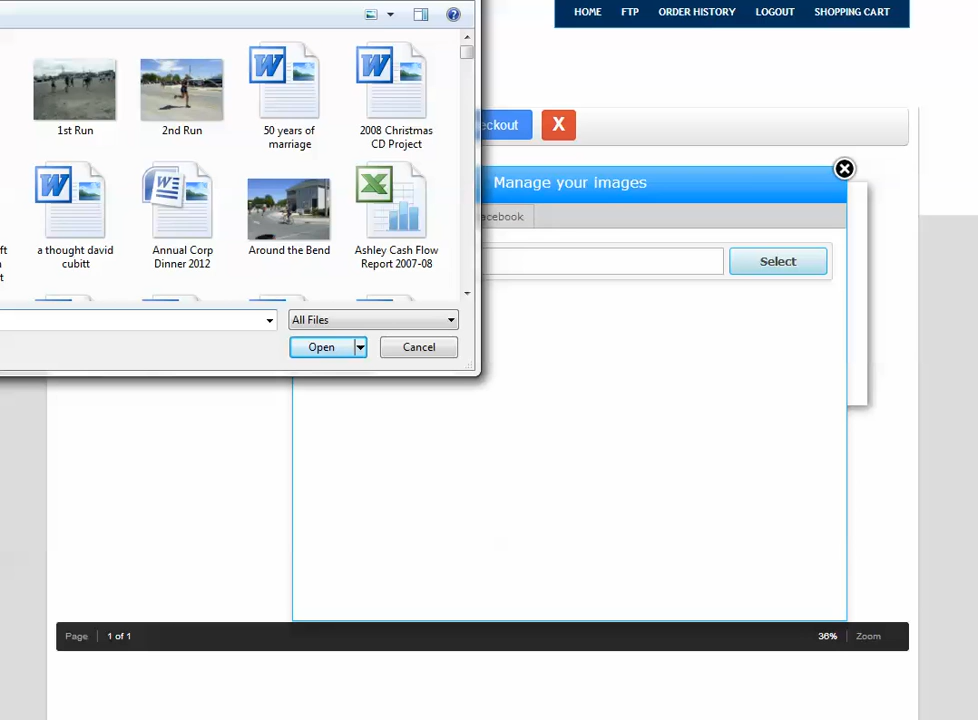 HOME FTP ORDER HISTORY LOGOUT SHOPPING CART
1st Run
2nd Run
50 years of
marriage
2008 Christmas
CD Project
X
Manage your images
a thought david
cubitt
Annual Corp
Dinner 2012
Around the Bend
Ashley Cash Flow
Report 2007-08
Select
All Files
Open
Cancel
Page 1 of 1 36% Zoom